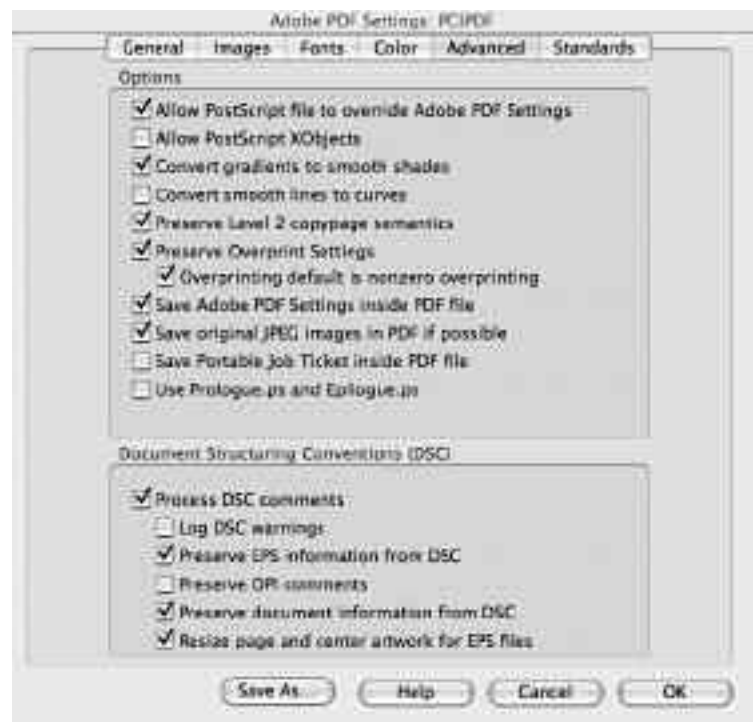 Adobe PDF Settings: PCIPDF
General Images Fonts Color Advanced Standards
Options
Allow PostScript file to override Adobe PDF Settings
Allow PostScript XObjects
Convert gradients to smooth shades
Convert smooth lines to curves
Preserve Level 2 copypage semantics
Preserve Overprint Settings
Overprinting default is nonzero overprinting
Save Adobe PDF Settings inside PDF file
Save original JPEG images in PDF if possible
Save Portable Job Ticket inside PDF file
Use Prologue.ps and Epilogue.ps
Document Structuring Conventions (DSC)
Process DSC comments
Log DSC warnings
Preserve EPS information from DSC
Preserve OPI comments
Preserve document information from DSC
Resize page and center artwork for EPS files
Save As... Help Cancel OK